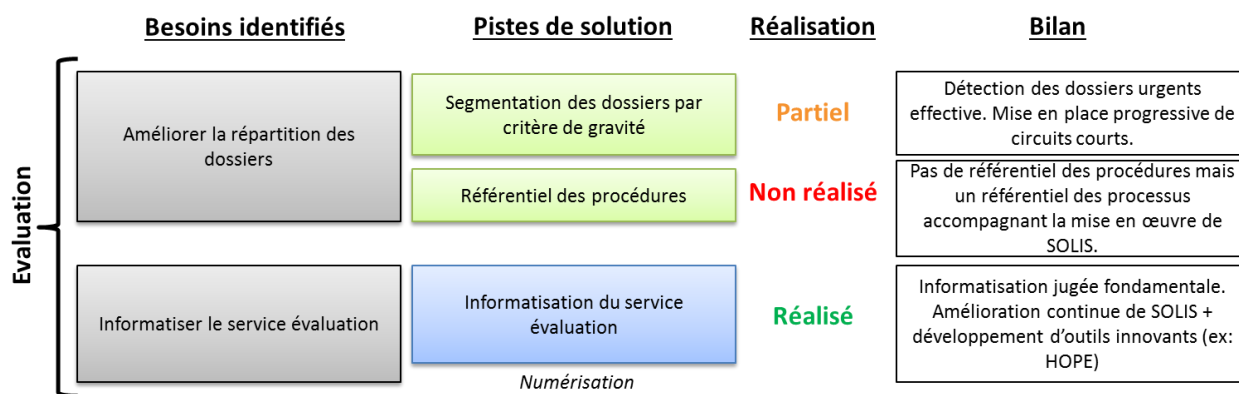 Besoins identifiés
Pistes de solution
Réalisation
Bilan
Evaluation
Améliorer la répartition des
dossiers
Segmentation des dossiers par
critère de gravité
Partiel
Détection des dossiers urgents
effective. Mise en place progressive de
circuits courts.
Référentiel des procédures
Non réalisé
Pas de référentiel des procédures mais
un référentiel des processus
accompagnant la mise en œuvre de
SOLIS.
Informatiser le service évaluation
Informatisation du service
évaluation
Réalisé
Informatisation jugée fondamentale.
Amélioration continue de SOLIS +
développement d'outils innovants (ex:
HOPE)
Numérisation